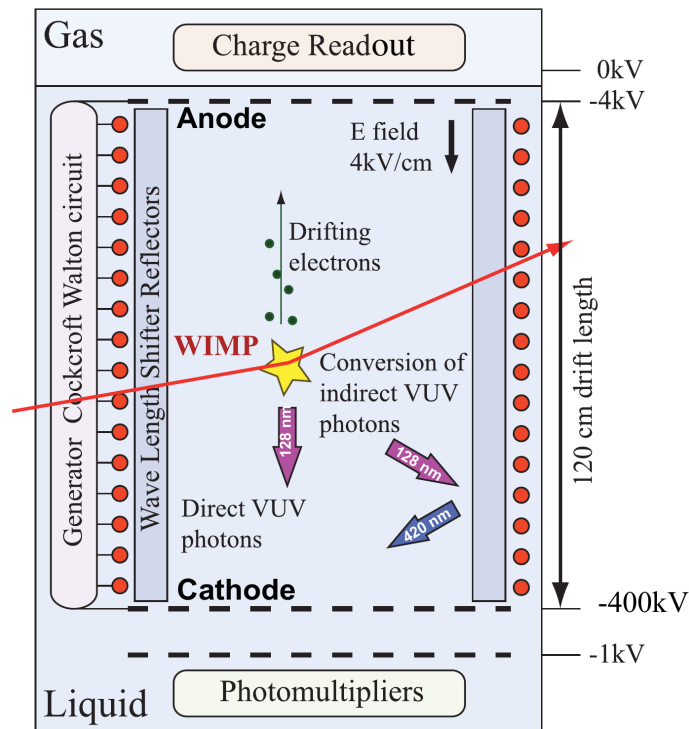 Gas
Charge Readout
0kV
-4kV
Anode
E field
4kV/cm
Generator Cockcroft Walton circuit
Wave Length Shifter Reflectors
Drifting
electrons
WIMP
Conversion of
indirect VUV
photons
128 nm
128 nm
420 nm
Direct VUV
photons
120 cm drift length
Cathode
-400kV
-1kV
Photomultipliers
Liquid